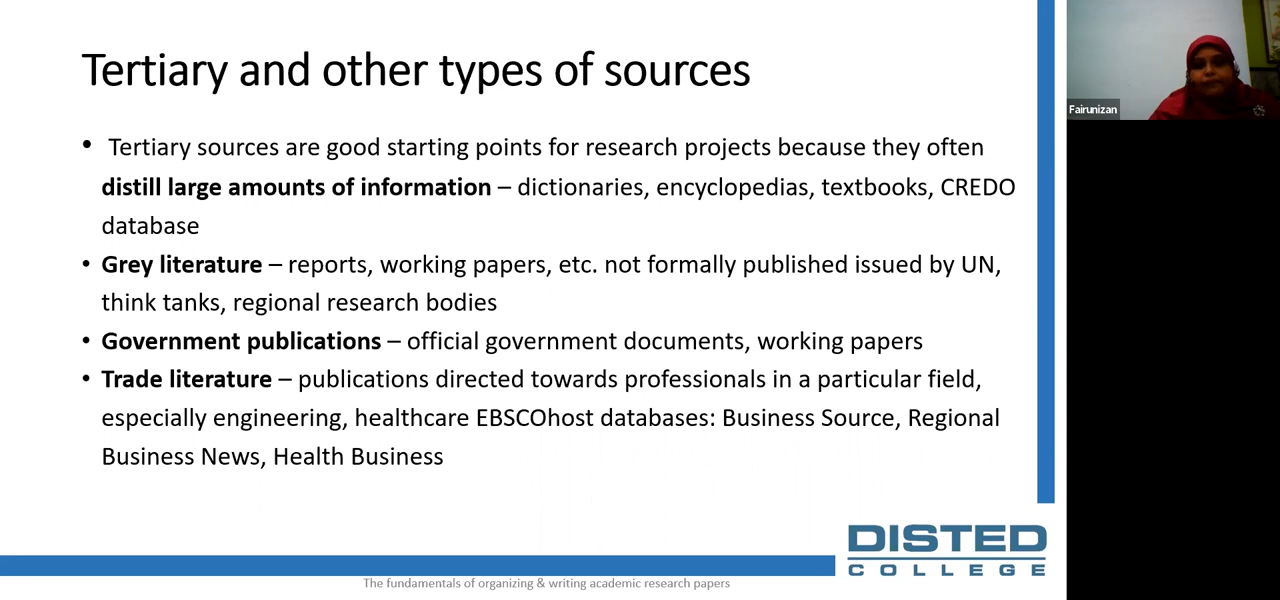 Tertiary and other types of sources
• Tertiary sources are good starting points for research projects because they often
distill large amounts of information – dictionaries, encyclopedias, textbooks, CREDO
database
• Grey literature – reports, working papers, etc. not formally published issued by UN,
think tanks, regional research bodies
• Government publications – official government documents, working papers
• Trade literature – publications directed towards professionals in a particular field,
especially engineering, healthcare EBSCOhost databases: Business Source, Regional
Business News, Health Business
DISTED
COLLEGE
The fundamentals of organizing & writing academic research papers
Fairunizan